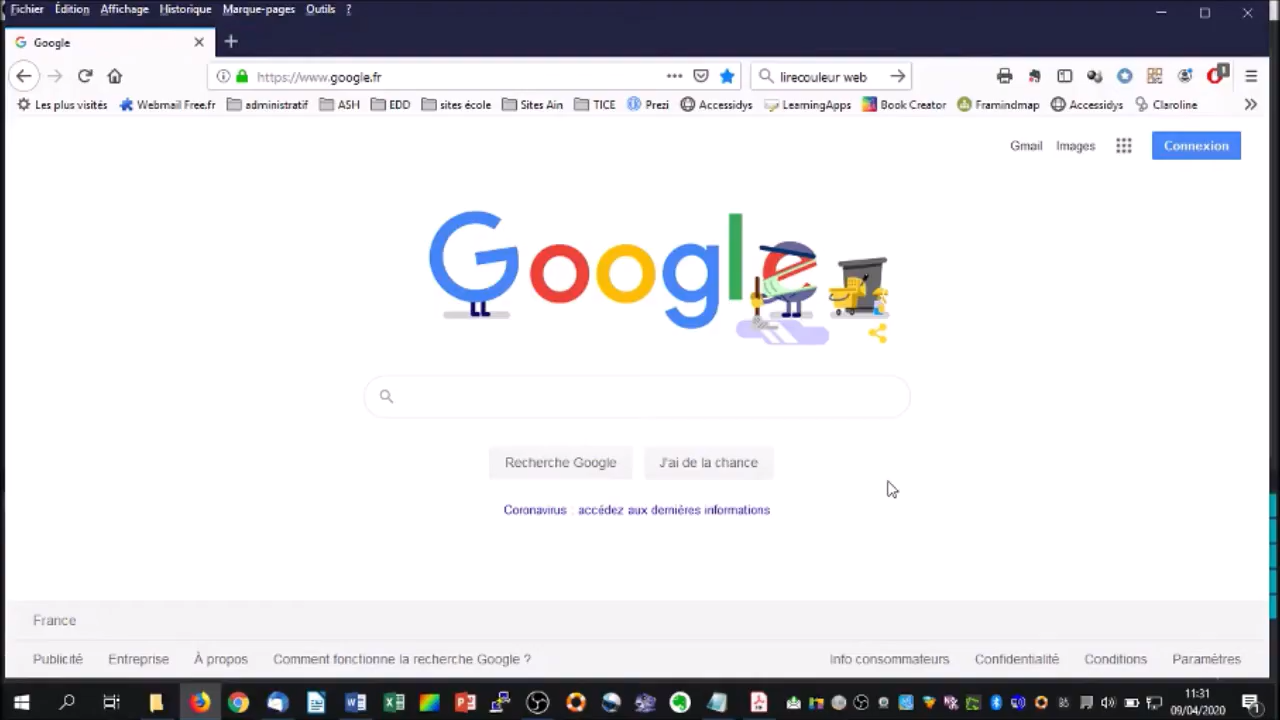 Fichier Édition Affichage Historique Marque-pages Outils ?
Google
https://www.google.fr
lirecouleur web
1
Les plus visités Webmail Free.fr administratif ASH EDD sites école Sites Ain TICE Prezi Accessidys LearningApps Book Creator Framindmap Accessidys Claroline
Gmail Images Connexion
Google
Recherche Google J'ai de la chance
Coronavirus : accédez aux dernières informations
France
Publicité Entreprise À propos Comment fonctionne la recherche Google ? Info consommateurs Confidentialité Conditions Paramètres
11:31
09/04/2020